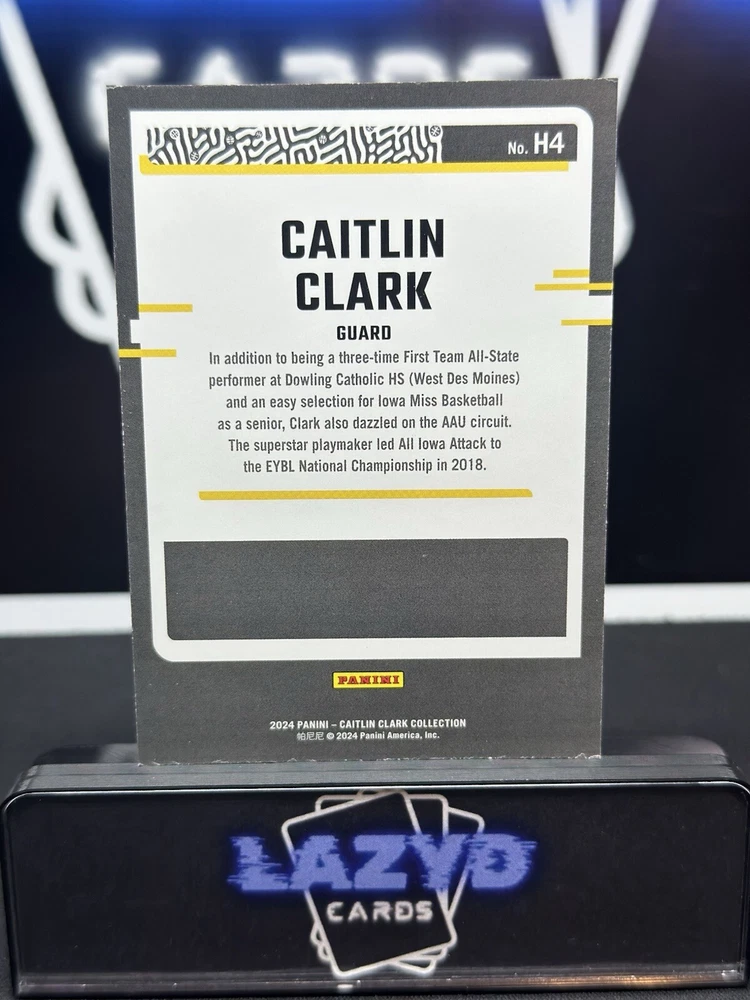 CARDS
No. H4
CAITLIN
CLARK
GUARD
In addition to being a three-time First Team All-State
performer at Dowling Catholic HS (West Des Moines)
and an easy selection for Iowa Miss Basketball
as a senior, Clark also dazzled on the AAU circuit.
The superstar playmaker led All Iowa Attack to
the EYBL National Championship in 2018.
PANINI
2024 PANINI – CAITLIN CLARK COLLECTION
帕尼尼 © 2024 Panini America, Inc.
LAZYD
CARDS